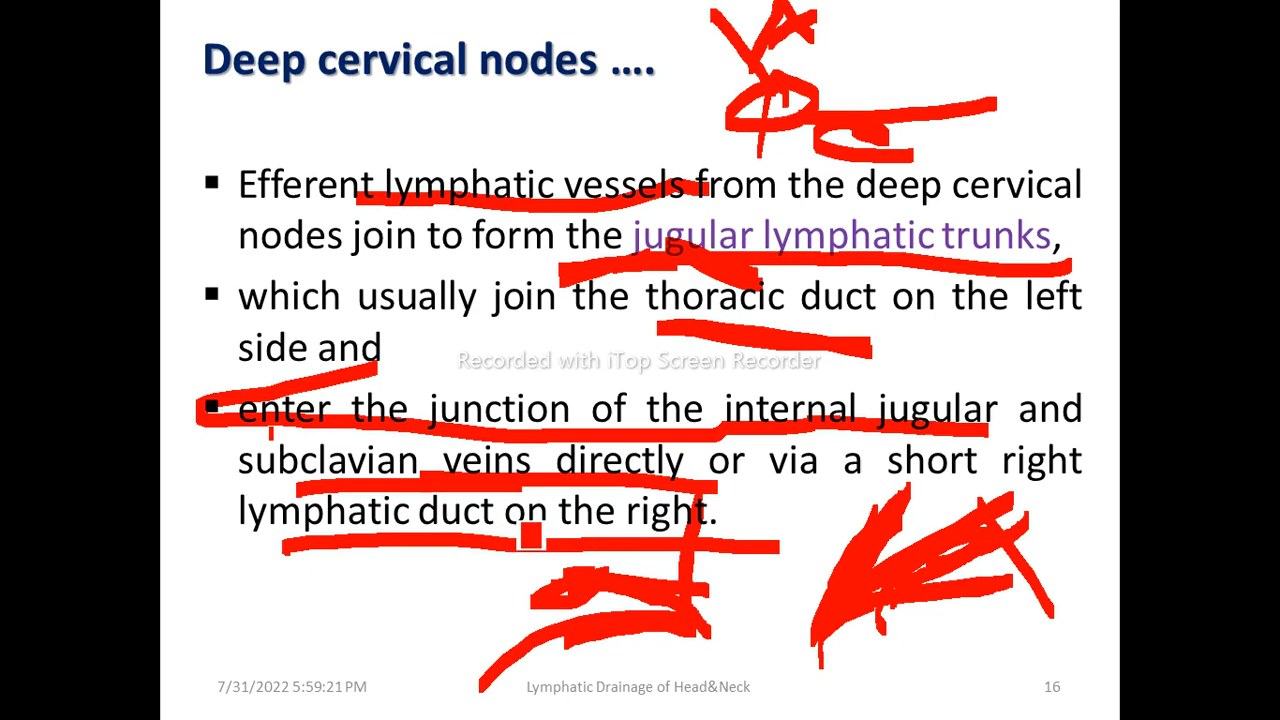 Deep cervical nodes ....
▪ Efferent lymphatic vessels from the deep cervical
nodes join to form the jugular lymphatic trunks,
▪ which usually join the thoracic duct on the left
side and
Recorded with iTop Screen Recorder
▪ enter the junction of the internal jugular and
subclavian veins directly or via a short right
lymphatic duct on the right.
7/31/2022 5:59:21 PM
Lymphatic Drainage of Head&Neck
16